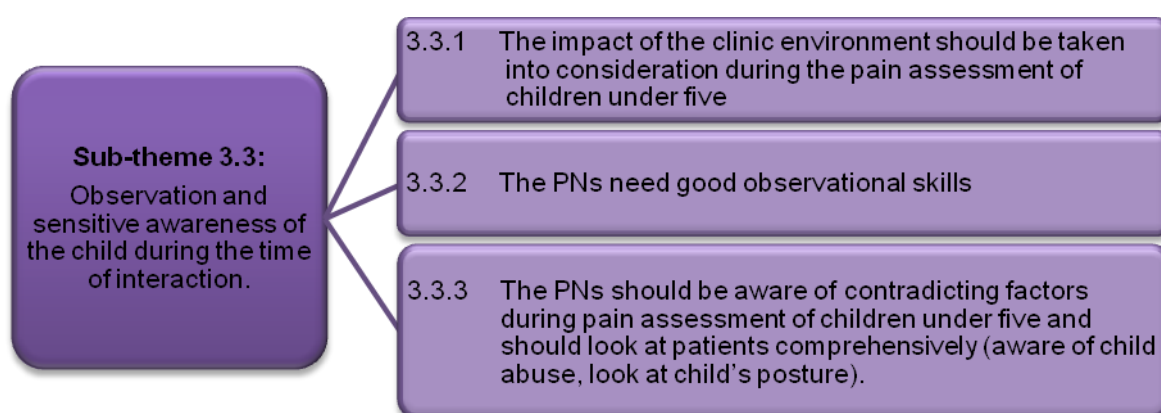 Sub-theme 3.3:
Observation and
sensitive awareness of
the child during the time
of interaction.
3.3.1 The impact of the clinic environment should be taken
into consideration during the pain assessment of
children under five
3.3.2 The PNs need good observational skills
3.3.3 The PNs should be aware of contradicting factors
during pain assessment of children under five and
should look at patients comprehensively (aware of child
abuse, look at child's posture).